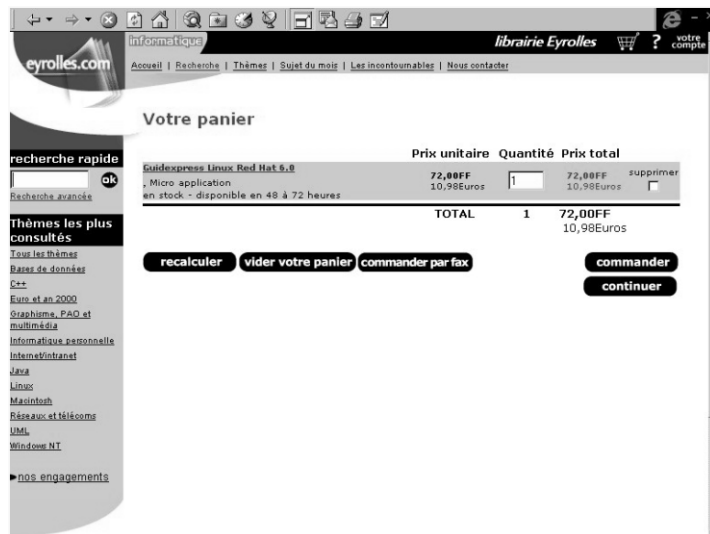 informatique
librairie Eyrolles ? votre compte
eyrolles.com
Accueil | Recherche | Thèmes | Sujet du mois | Les incontournables | Nous contacter
Votre panier
recherche rapide
ok
Recherche avancée
Prix unitaire Quantité Prix total
Guidexpress Linux Red Hat 6.0
, Micro application
en stock - disponible en 48 à 72 heures
72,00FF
10,98Euros
1
72,00FF
10,98Euros
supprimer
TOTAL 1 72,00FF
10,98Euros
recalculer vider votre panier commander par fax commander
continuer
Thèmes les plus
consultés
Tous les thèmes
Bases de données
C++
Euro et an 2000
Graphisme, PAO et
multimédia
Informatique personnelle
Internet/intranet
Java
Linux
Macintosh
Réseaux et télécoms
UML
Windows NT
nos engagements